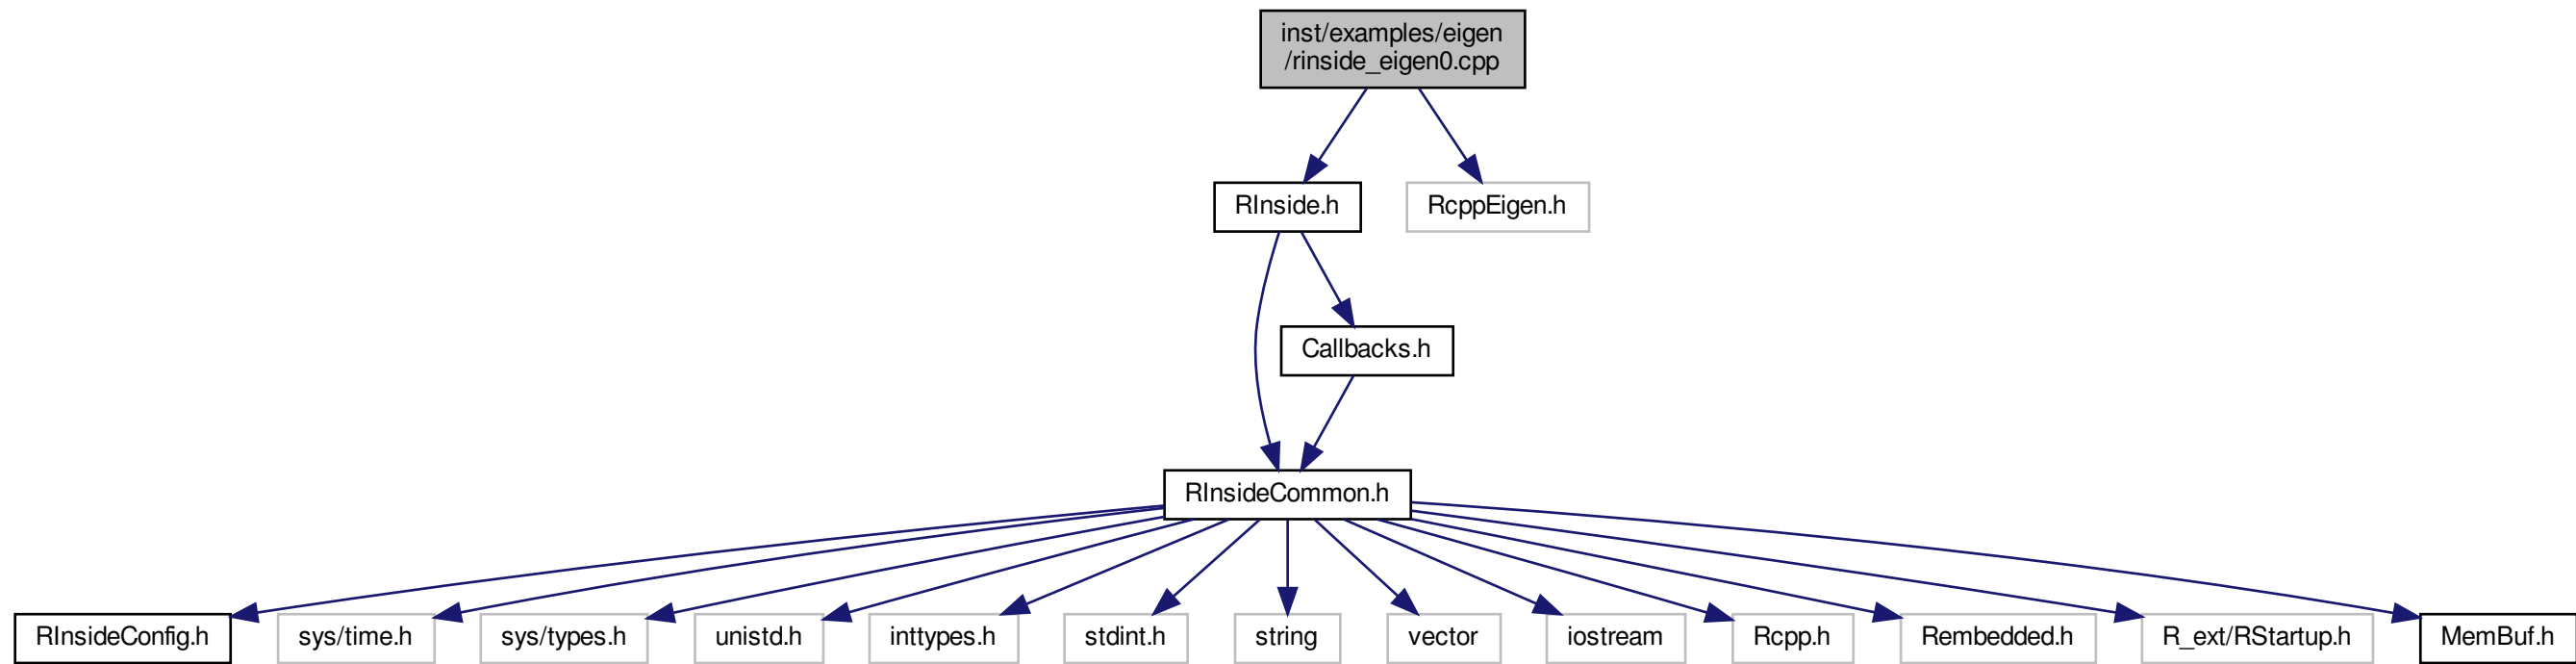 inst/examples/eigen
/rinside_eigen0.cpp
RInside.h
RcppEigen.h
Callbacks.h
RInsideCommon.h
RInsideConfig.h
sys/time.h
sys/types.h
unistd.h
inttypes.h
stdint.h
string
vector
iostream
Rcpp.h
Rembedded.h
R_ext/RStartup.h
MemBuf.h